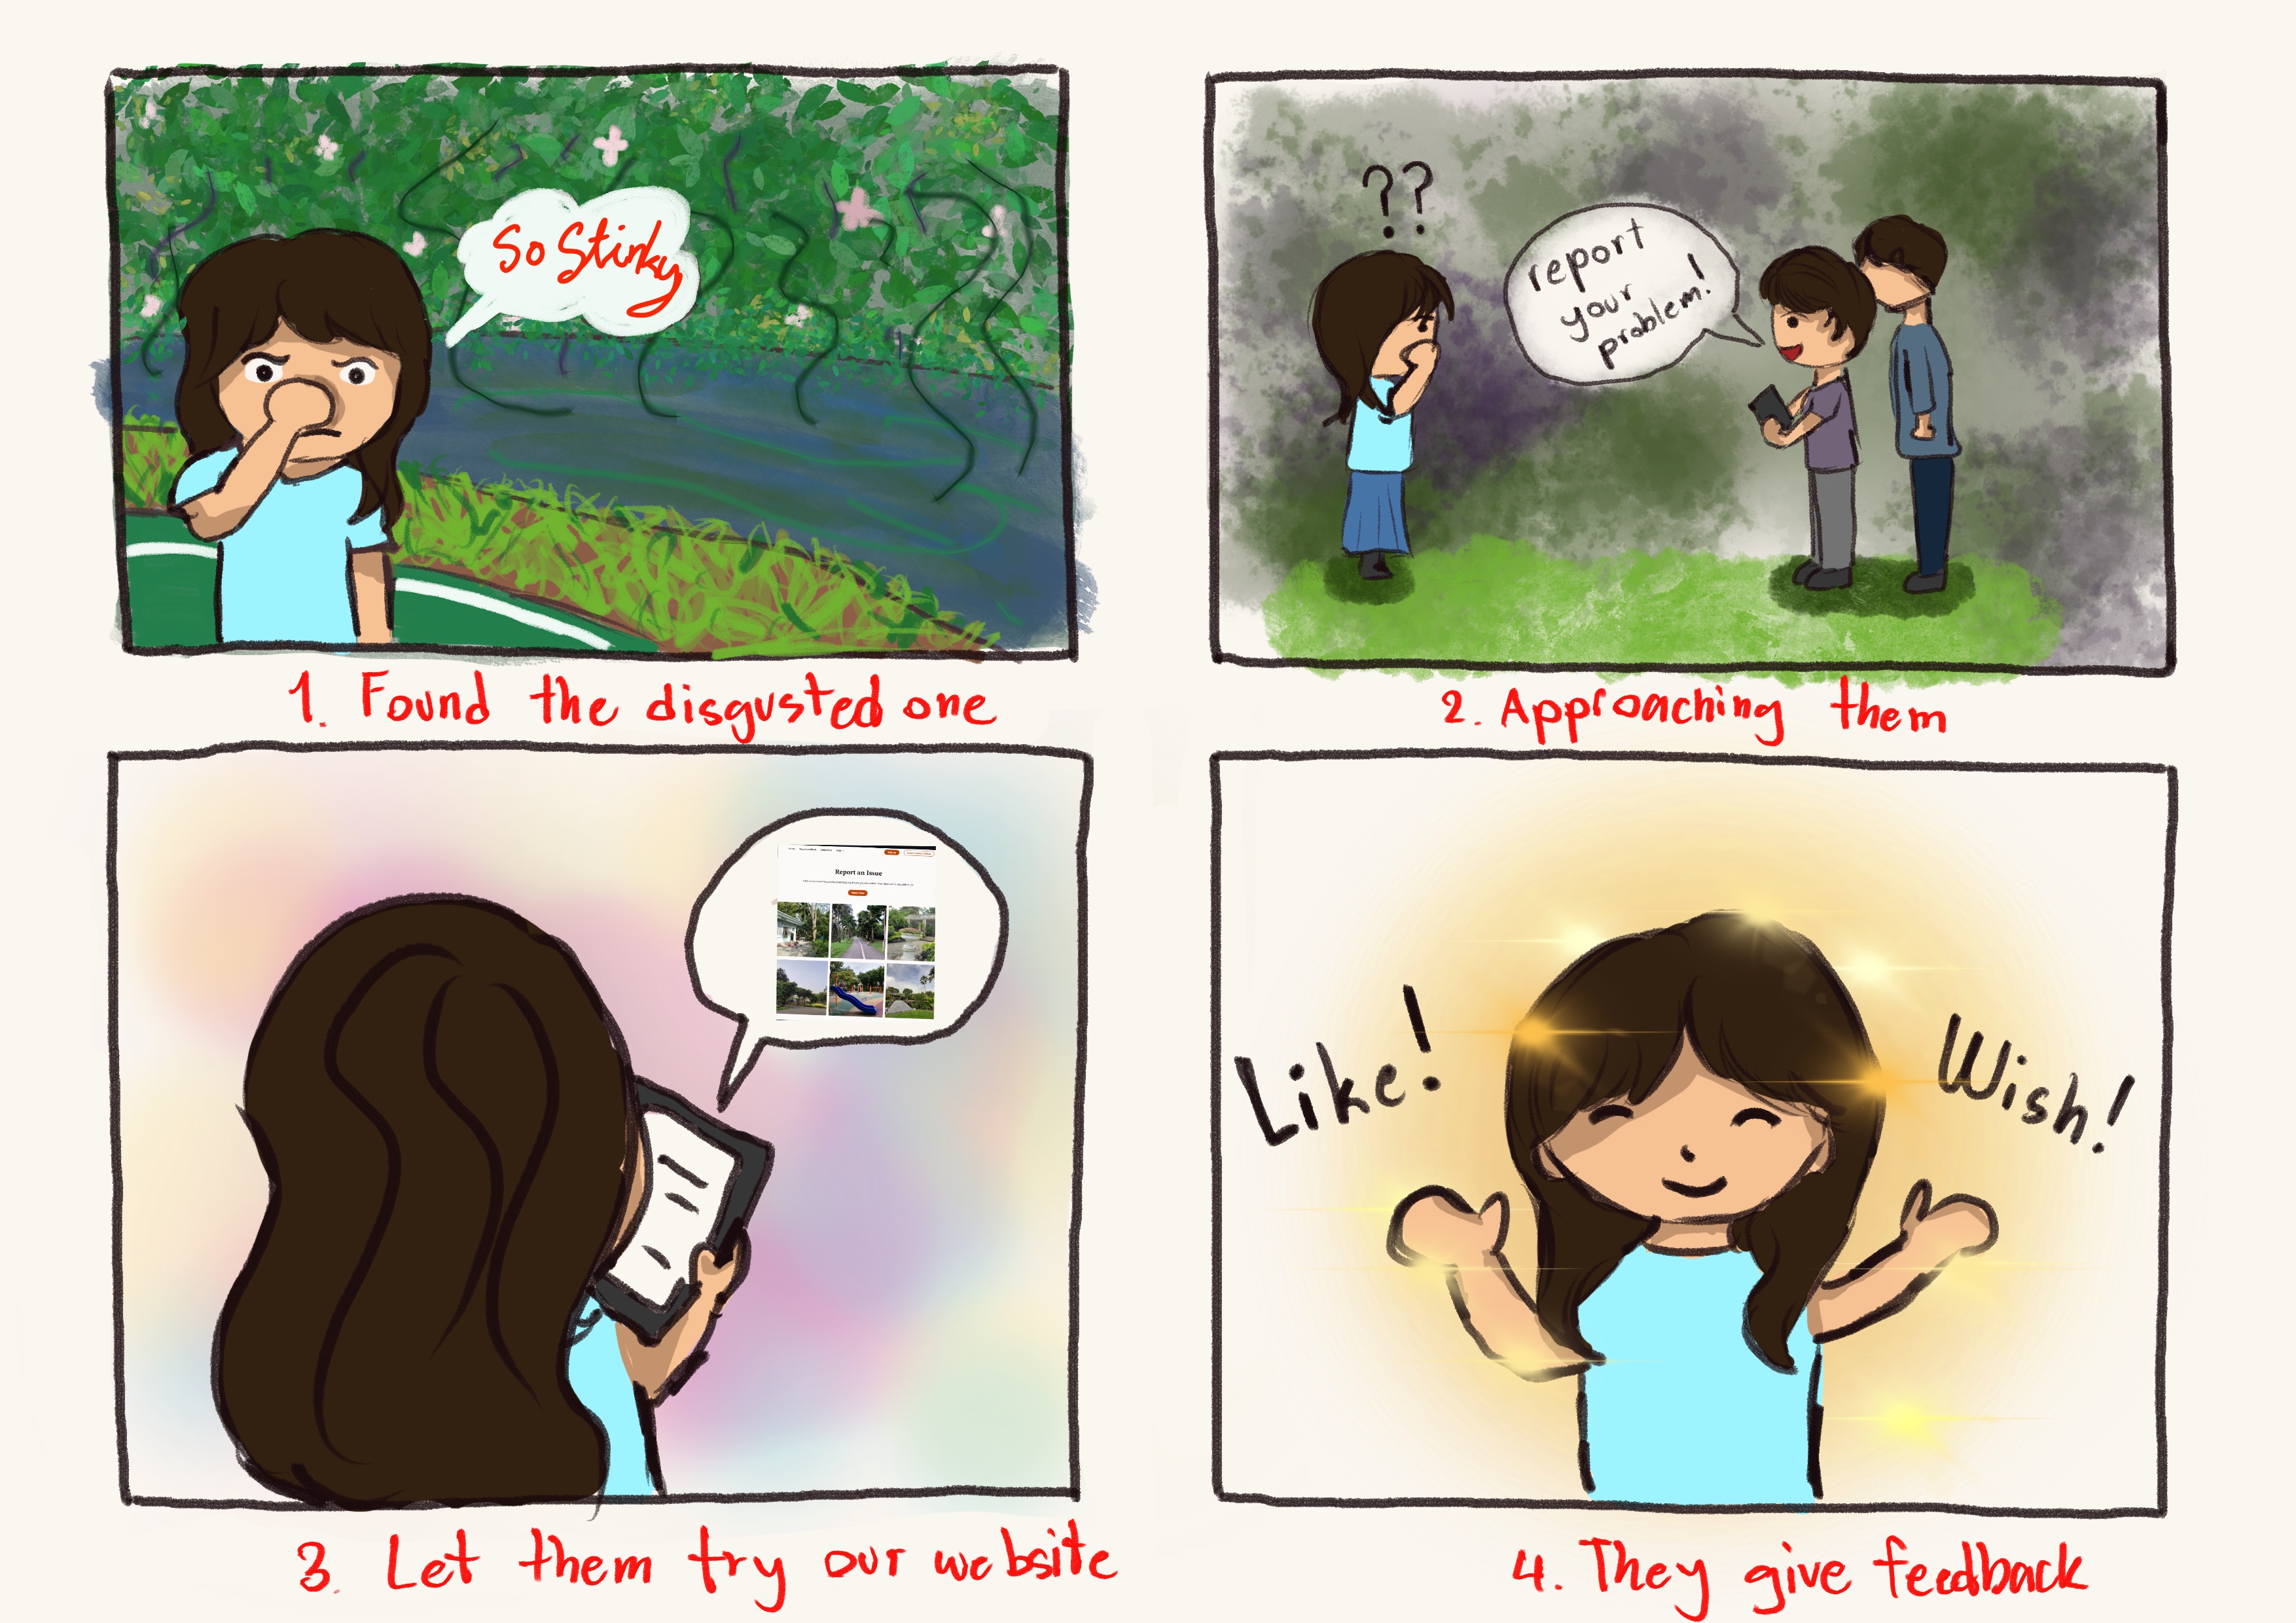 So Stinky
1. Found the disgusted one
??
report
your
problem!
2. Approaching them
Report an Issue
3. Let them try our website
Like!
Wish!
4. They give feedback